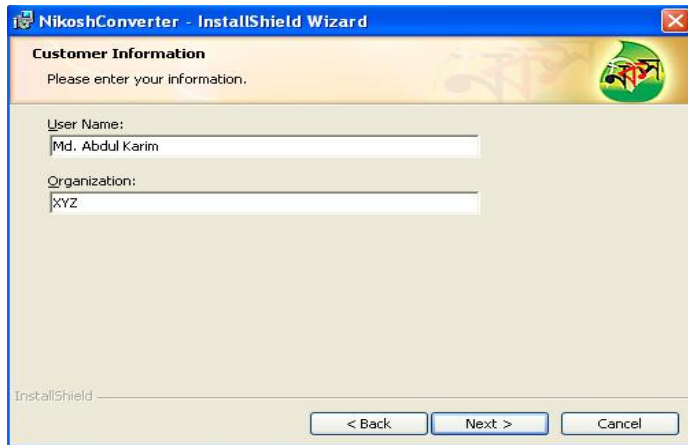 NikoshConverter - InstallShield Wizard
Customer Information
Please enter your information.
নিকস
User Name:
Md. Abdul Karim
Organization:
XYZ
InstallShield
< Back
Next >
Cancel